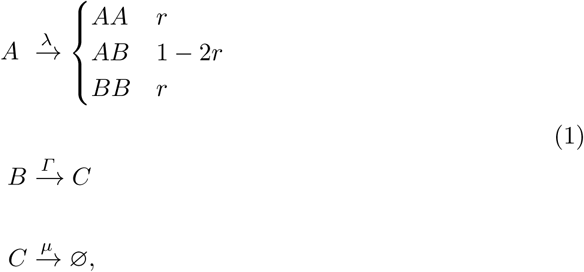 AA r
A λ→ { AB 1 − 2r
BB r
(1)
B Γ→ C
C μ→ ∅,